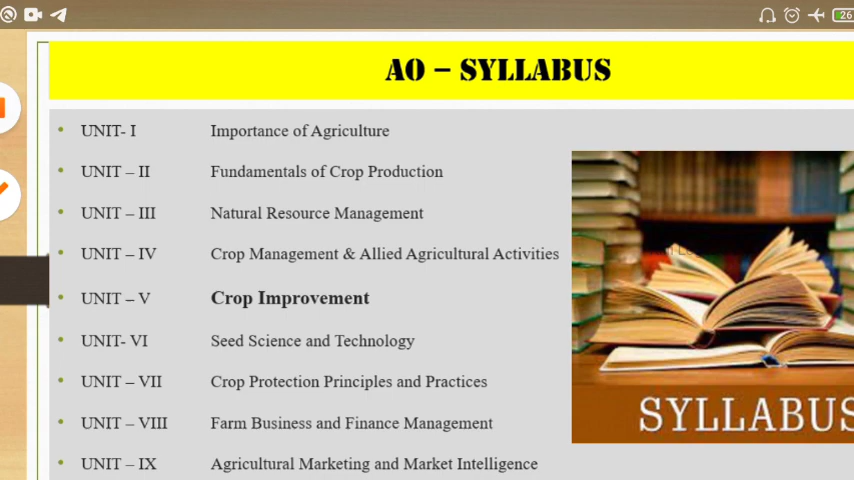 26
AO – SYLLABUS
• UNIT- I Importance of Agriculture
• UNIT – II Fundamentals of Crop Production
• UNIT – III Natural Resource Management
• UNIT – IV Crop Management & Allied Agricultural Activities
• UNIT – V Crop Improvement
• UNIT- VI Seed Science and Technology
• UNIT – VII Crop Protection Principles and Practices
• UNIT – VIII Farm Business and Finance Management
• UNIT – IX Agricultural Marketing and Market Intelligence
SYLLABUS